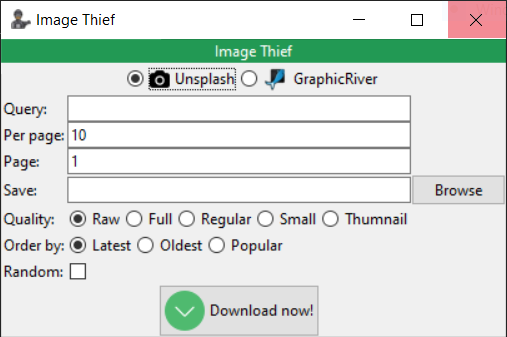 Image Thief
Image Thief
Unsplash GraphicRiver
Query:
Per page: 10
Page: 1
Save: Browse
Quality: Raw Full Regular Small Thumnail
Order by: Latest Oldest Popular
Random:
Download now!